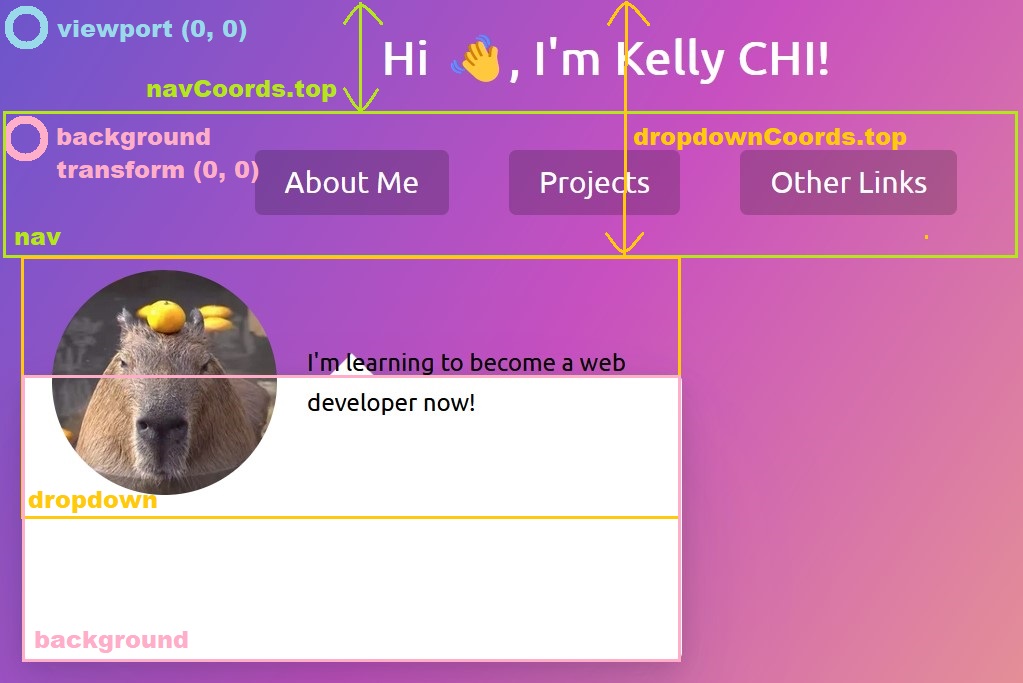 viewport (0, 0)
Hi 👋, I'm Kelly CHI!
navCoords.top
background
transform (0, 0)
dropdownCoords.top
About Me
Projects
Other Links
nav
I'm learning to become a web
developer now!
dropdown
background